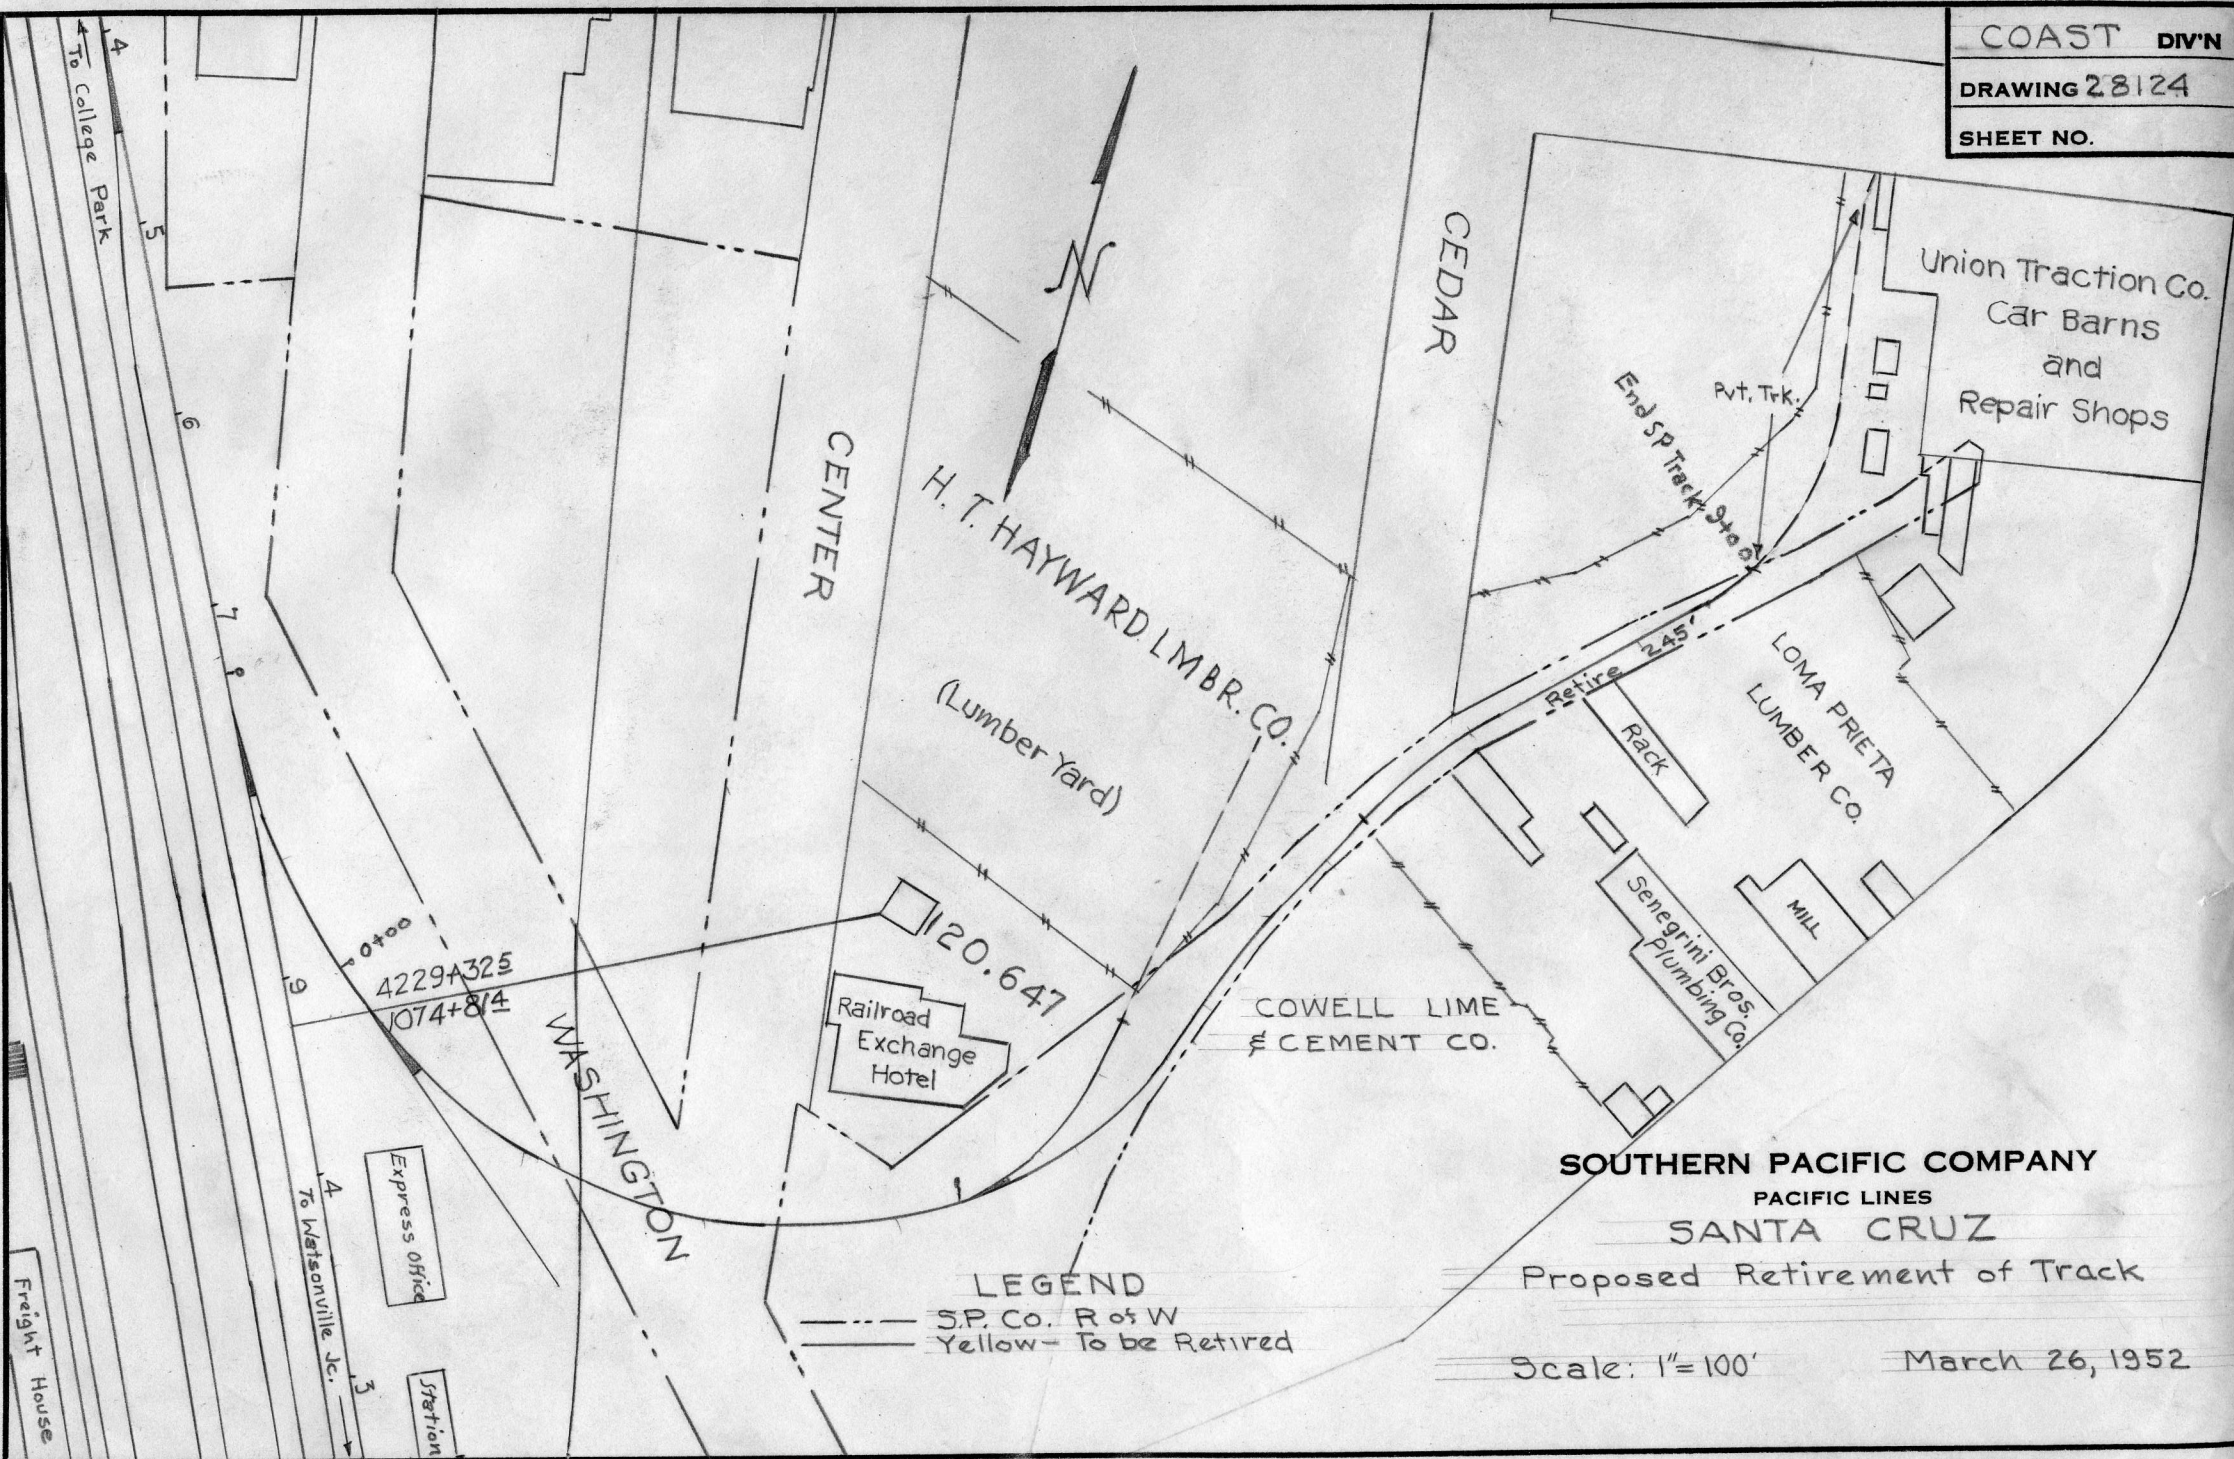 COAST DIV'N
DRAWING 28124
SHEET NO.
To College Park
4
5
6
7
9
4
3
To Watsonville Jc.
Freight House
Express Office
Station
0+00
4229+325
1074+814
WASHINGTON
CENTER
CEDAR
N
H. T. HAYWARD LMBR. CO.
(Lumber Yard)
120.647
Railroad
Exchange
Hotel
COWELL LIME
& CEMENT CO.
End SP Track 9+00
Pvt. Trk.
Union Traction Co.
Car Barns
and
Repair Shops
Retire 245'
Rack
LOMA PRIETA
LUMBER CO.
Senegrini Bros.
Plumbing Co.
MILL
LEGEND
S.P. Co. R of W
Yellow - To be Retired
SOUTHERN PACIFIC COMPANY
PACIFIC LINES
SANTA CRUZ
Proposed Retirement of Track
Scale: 1"=100' March 26, 1952